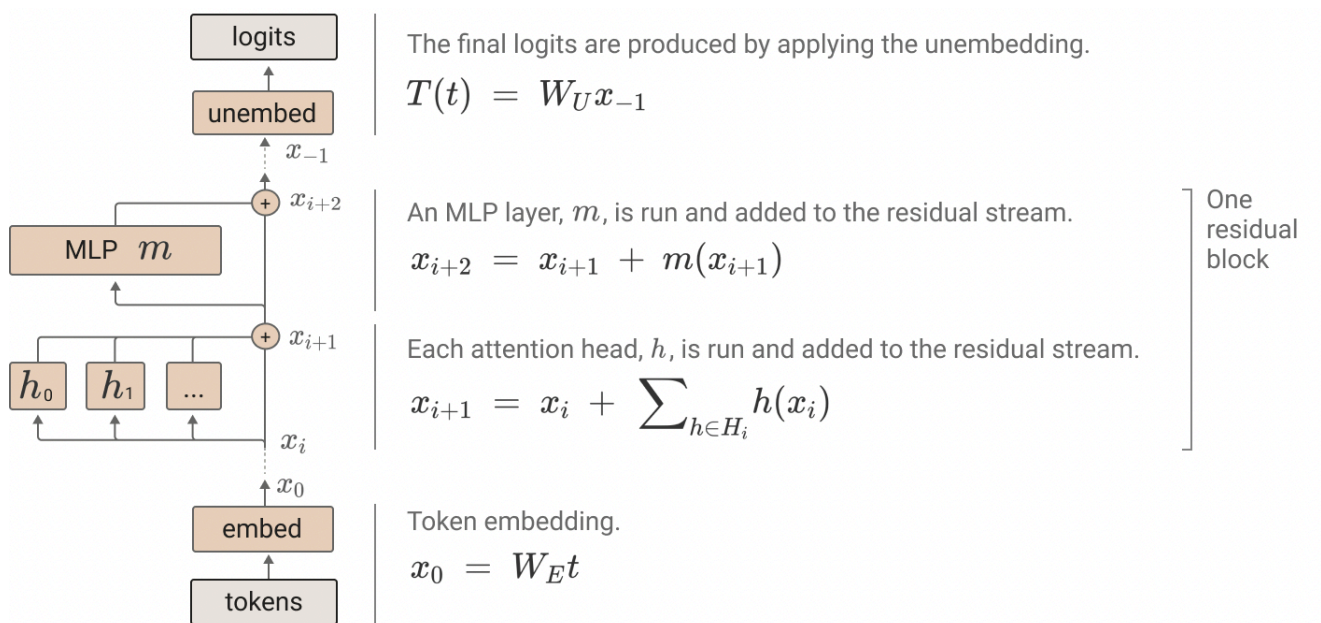 logits
The final logits are produced by applying the unembedding.
T(t) = W_U x_{-1}
unembed
x_{-1}
x_{i+2}
An MLP layer, m, is run and added to the residual stream.
One
residual
block
MLP m
x_{i+2} = x_{i+1} + m(x_{i+1})
x_{i+1}
Each attention head, h, is run and added to the residual stream.
h_0 h_1 ...
x_{i+1} = x_i + ∑_{h∈H_i} h(x_i)
x_i
x_0
embed
Token embedding.
x_0 = W_E t
tokens